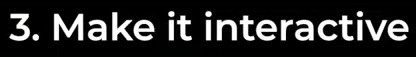 3. Make it interactive